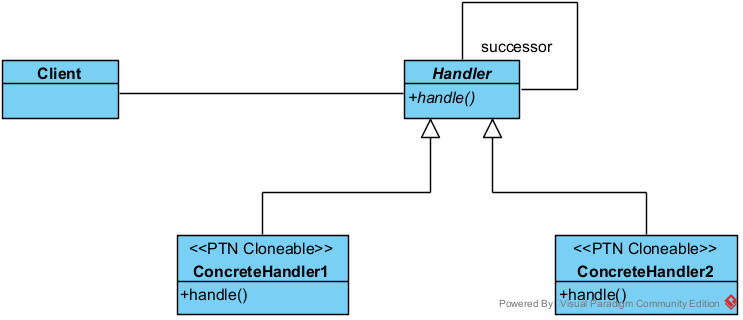 successor
Client
Handler
+handle()
<<PTN Cloneable>>
ConcreteHandler1
+handle()
<<PTN Cloneable>>
ConcreteHandler2
+handle()
Powered By Visual Paradigm Community Edition